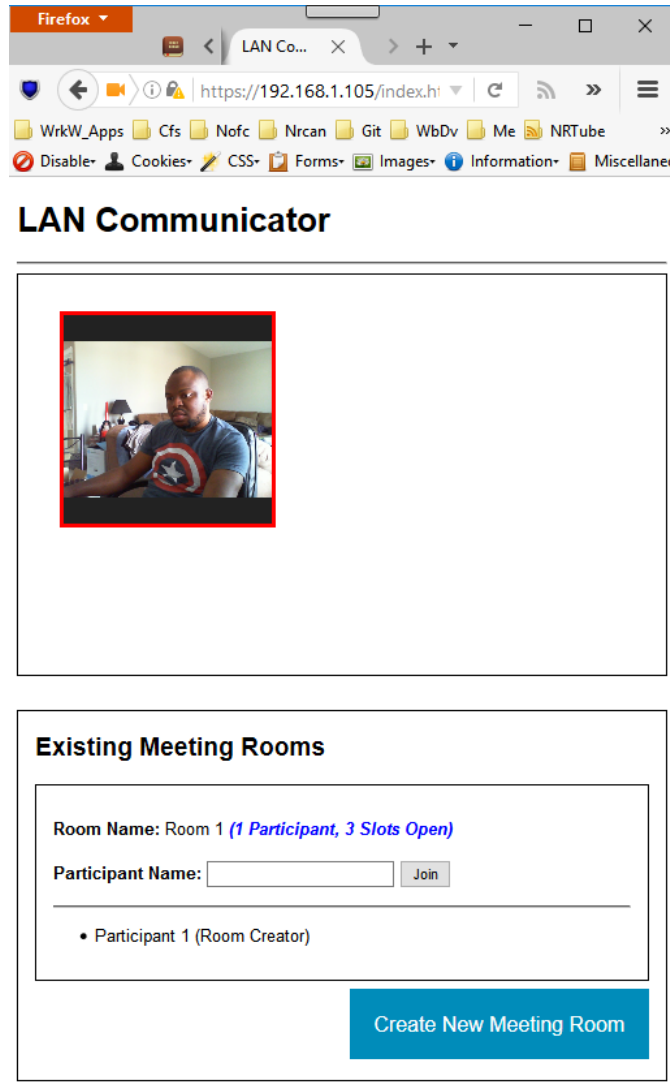 Firefox
LAN Co...
https://192.168.1.105/index.ht
WrkW_Apps Cfs Nofc Nrcan Git WbDv Me NRTube »
Disable Cookies CSS Forms Images Information Miscellane
LAN Communicator
Existing Meeting Rooms
Room Name: Room 1 (1 Participant, 3 Slots Open)
Participant Name: Join
• Participant 1 (Room Creator)
Create New Meeting Room